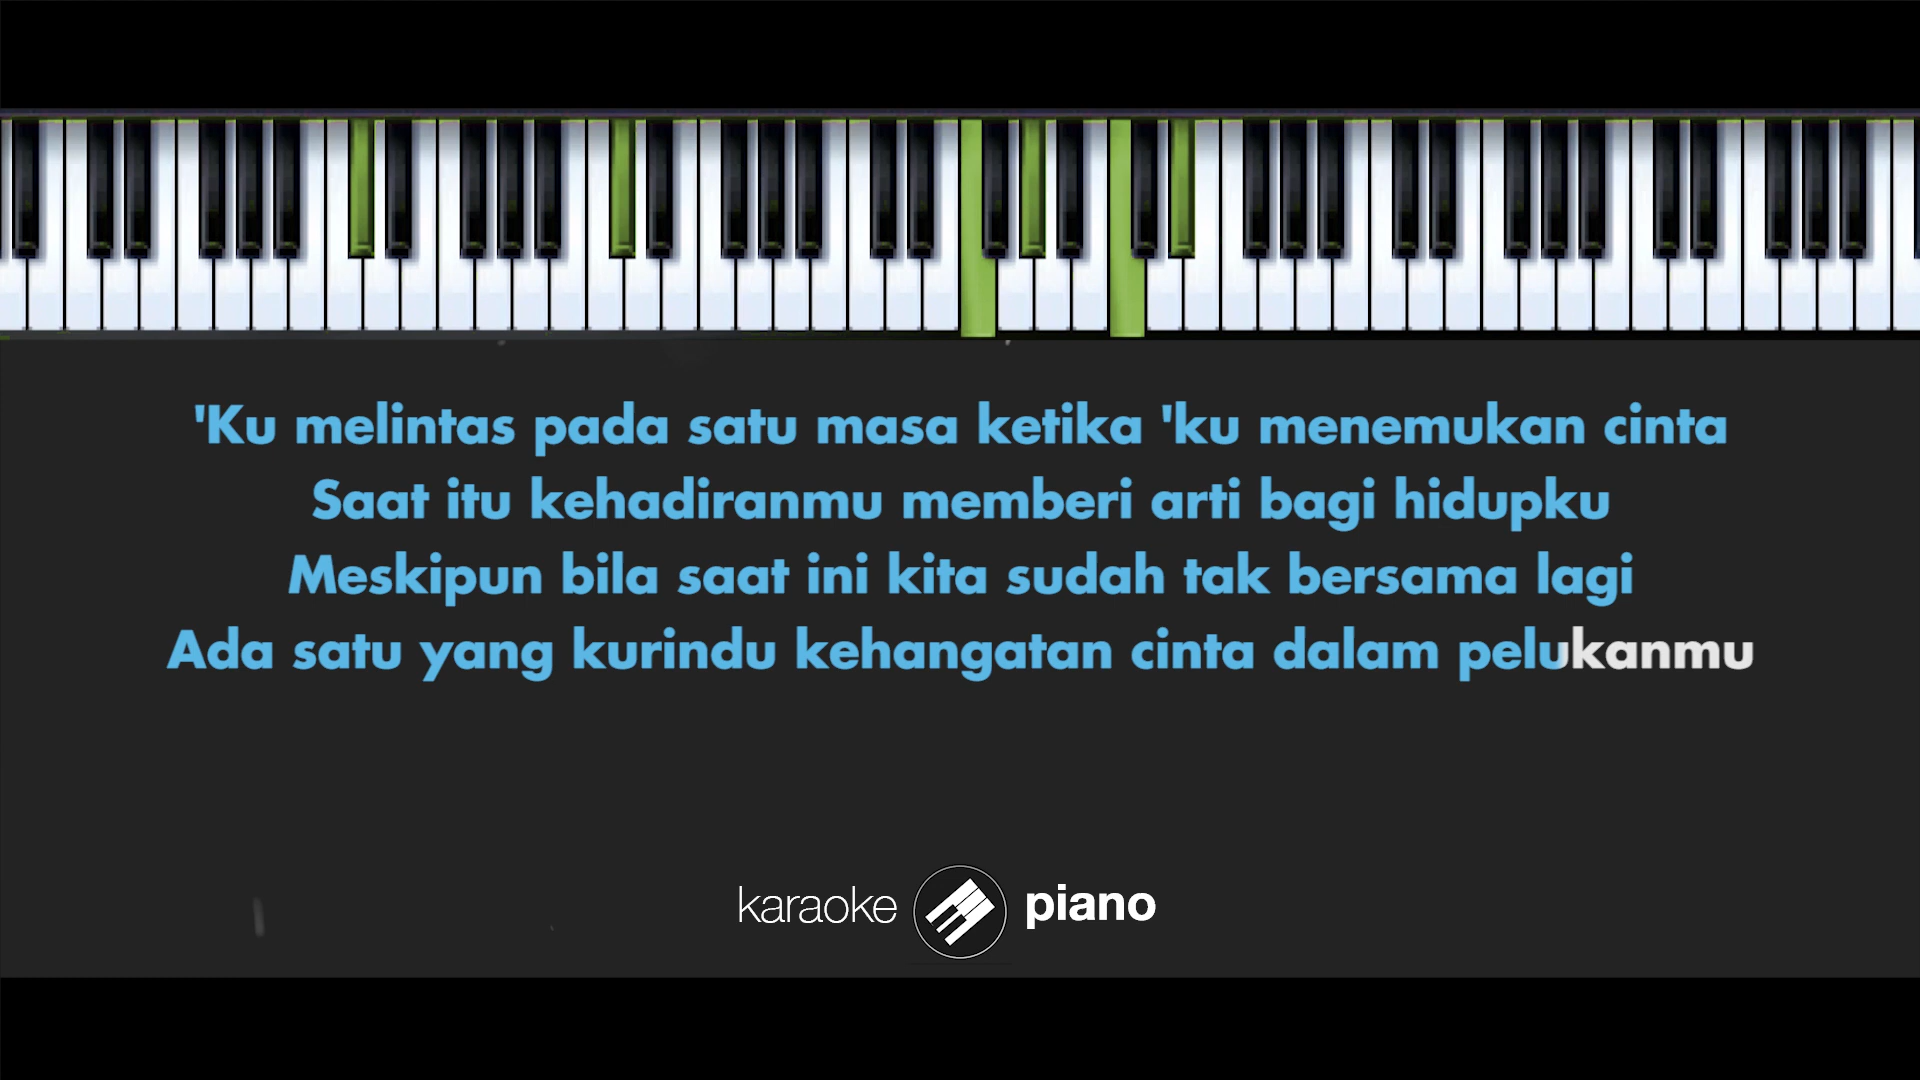 'Ku melintas pada satu masa ketika 'ku menemukan cinta
Saat itu kehadiranmu memberi arti bagi hidupku
Meskipun bila saat ini kita sudah tak bersama lagi
Ada satu yang kurindu kehangatan cinta dalam pelukanmu
karaoke piano